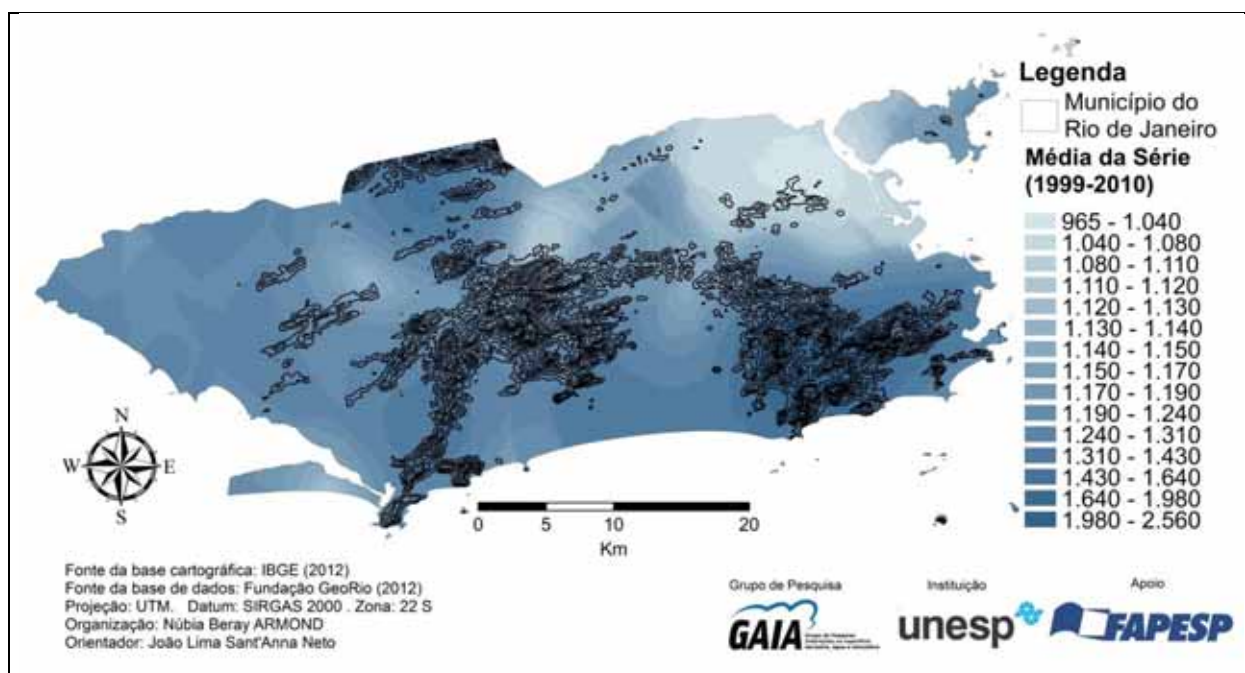 Legenda
Município do
Rio de Janeiro
Média da Série
(1999-2010)
965 - 1.040
1.040 - 1.080
1.080 - 1.110
1.110 - 1.120
1.120 - 1.130
1.130 - 1.140
1.140 - 1.150
1.150 - 1.170
1.170 - 1.190
1.190 - 1.240
1.240 - 1.310
1.310 - 1.430
1.430 - 1.640
1.640 - 1.980
1.980 - 2.560
N
W E
S
0 5 10 20
Km
Fonte da base cartográfica: IBGE (2012)
Fonte da base de dados: Fundação GeoRio (2012)
Projeção: UTM. Datum: SIRGAS 2000 . Zona: 22 S
Organização: Núbia Beray ARMOND
Orientador: João Lima Sant'Anna Neto
Grupo de Pesquisa
GAIA
Instituição
unesp
Apoio
FAPESP